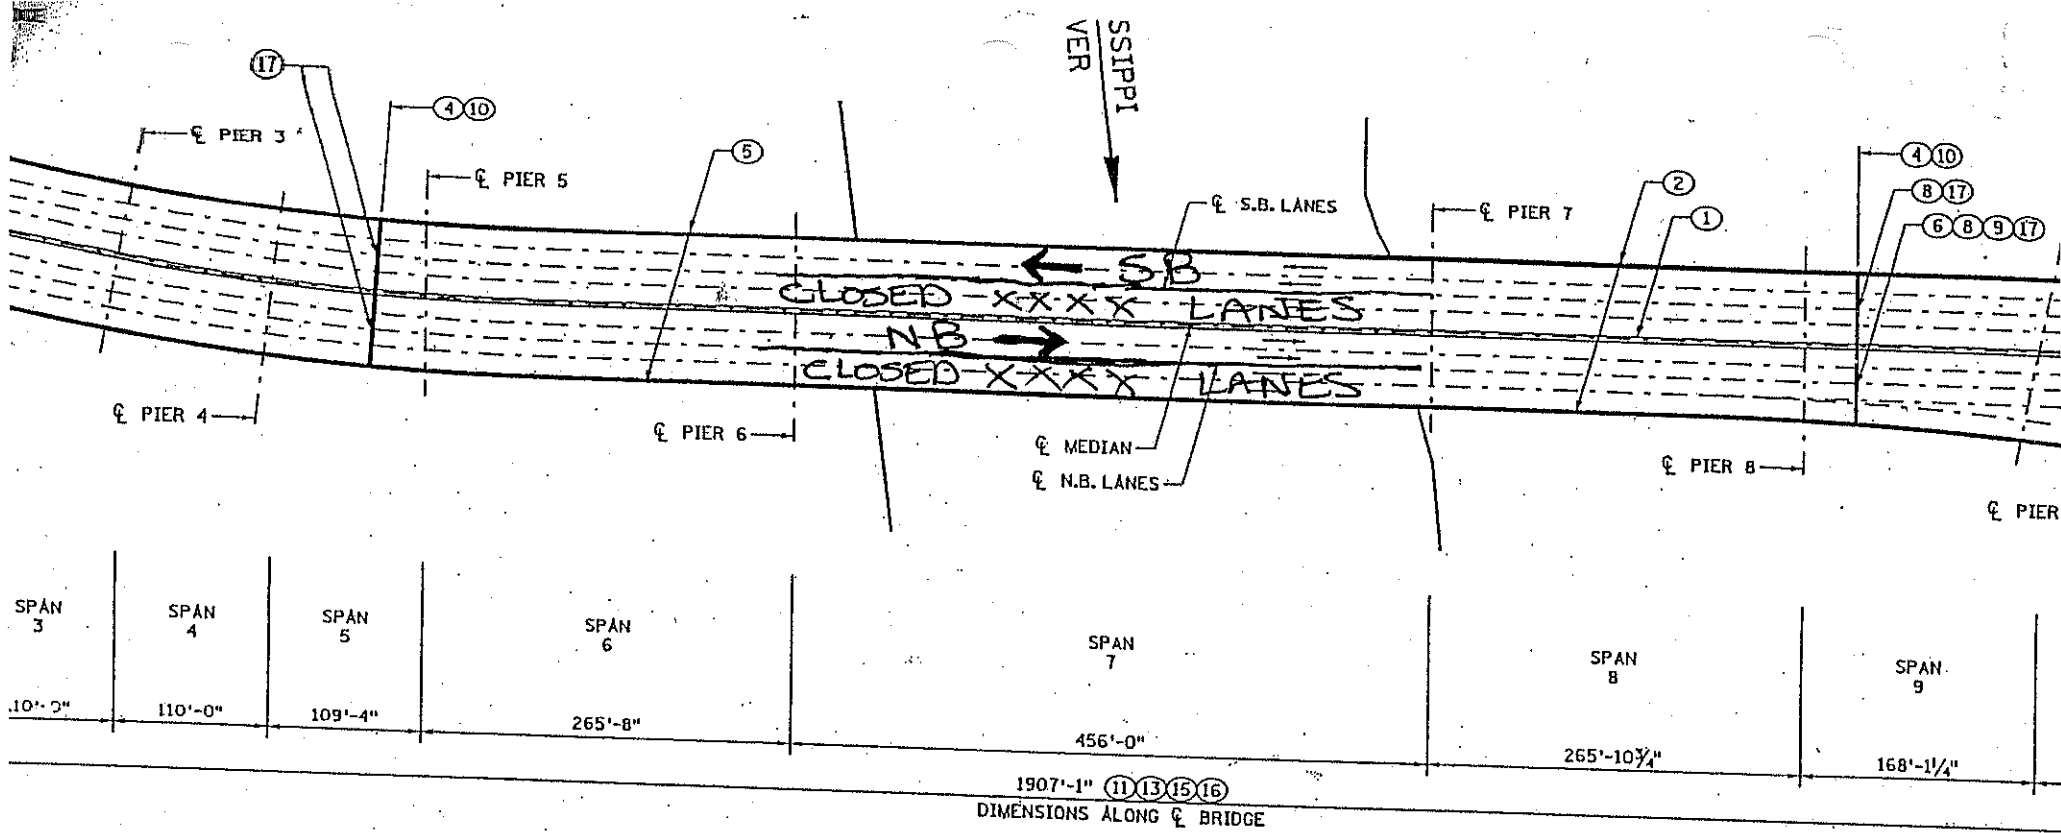 SSIPPI
VER
17
4 10
℄ PIER 3
5
℄ PIER 5
℄ S.B. LANES
℄ PIER 7
2
1
4 10
8 17
6 8 9 17
← SB
CLOSED XXXX LANES
NB →
CLOSED XXXX LANES
℄ PIER 4
℄ PIER 6
℄ MEDIAN
℄ N.B. LANES
℄ PIER 8
℄ PIER
SPAN
3
SPAN
4
SPAN
5
SPAN
6
SPAN
7
SPAN
8
SPAN
9
110'-0"
109'-4"
265'-8"
456'-0"
265'-10¾"
168'-1¼"
1907'-1" 11 13 15 16
DIMENSIONS ALONG ℄ BRIDGE